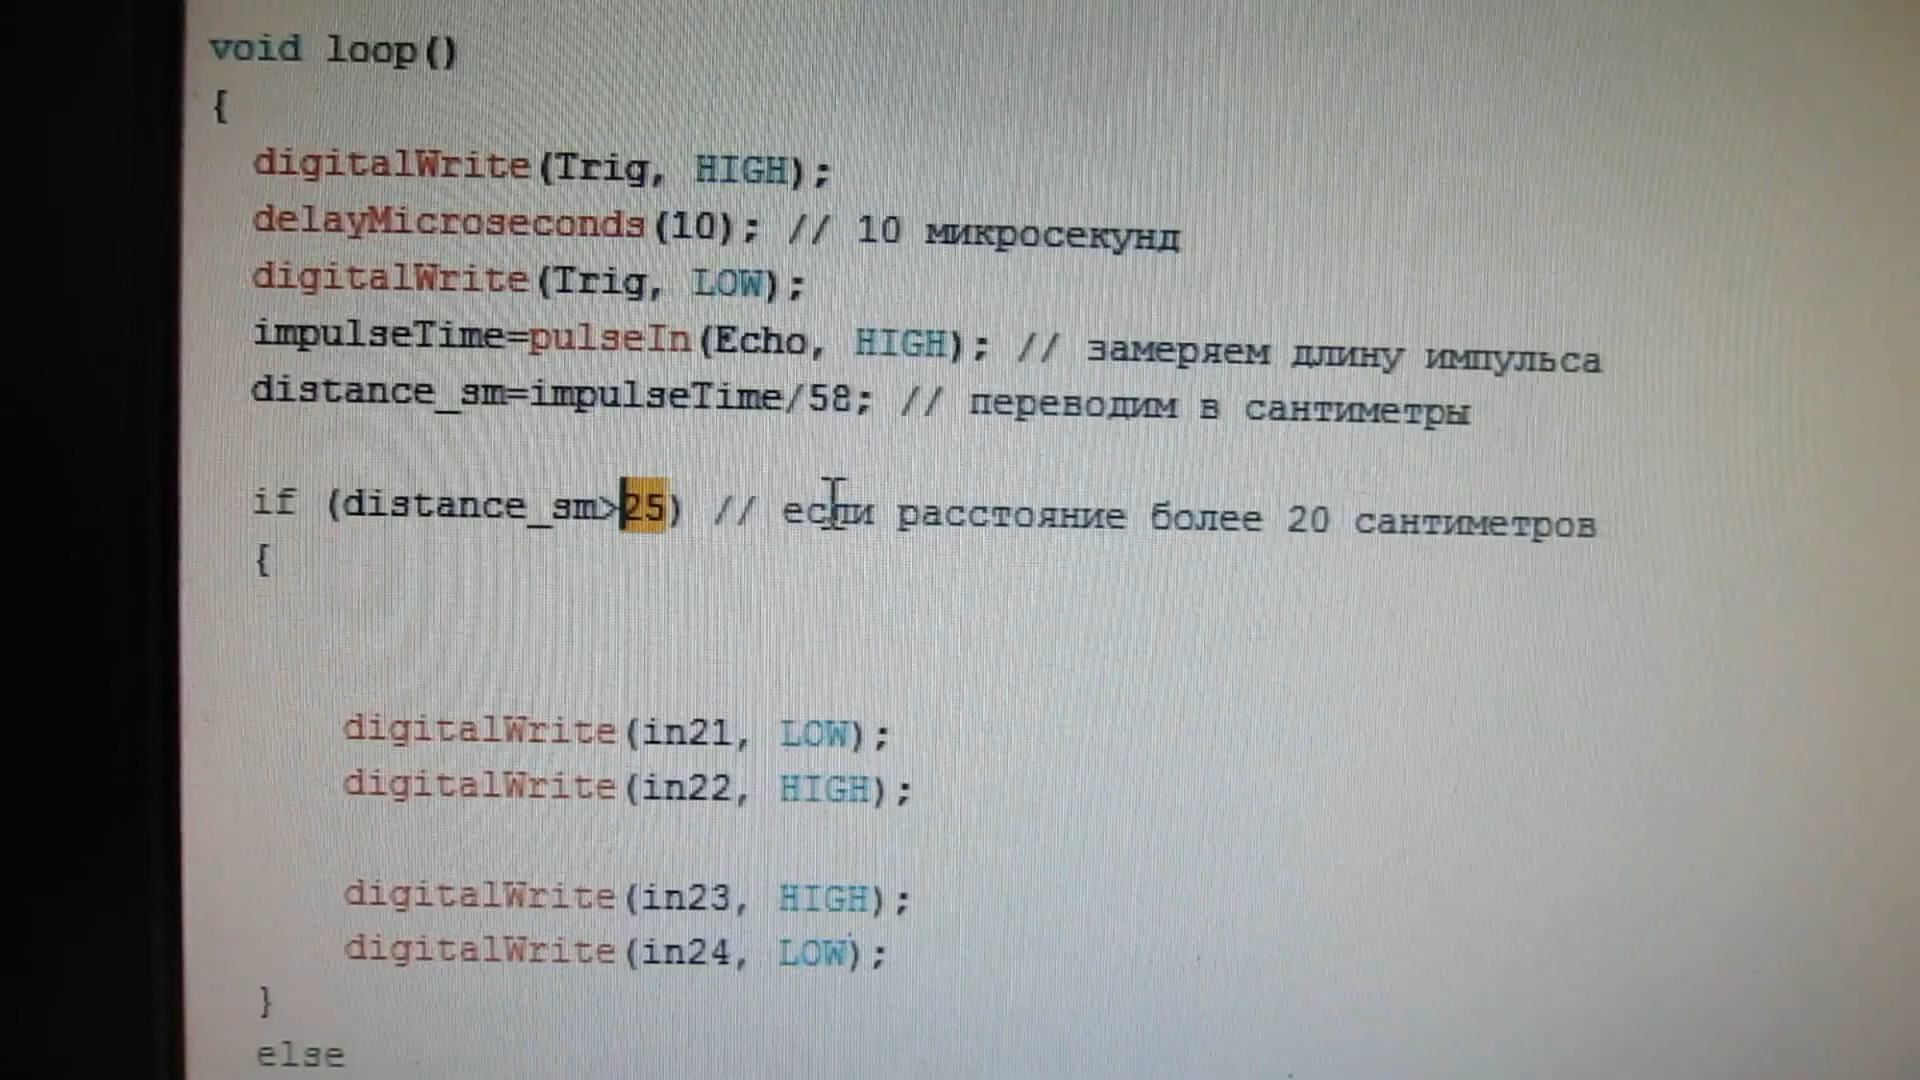 void loop()
{
digitalWrite(Trig, HIGH);
delayMicroseconds(10); // 10 микросекунд
digitalWrite(Trig, LOW);
impulseTime=pulseIn(Echo, HIGH); // замеряем длину импульса
distance_sm=impulseTime/58; // переводим в сантиметры
if (distance_sm>25) // если расстояние более 20 сантиметров
{
digitalWrite(in21, LOW);
digitalWrite(in22, HIGH);
digitalWrite(in23, HIGH);
digitalWrite(in24, LOW);
}
else